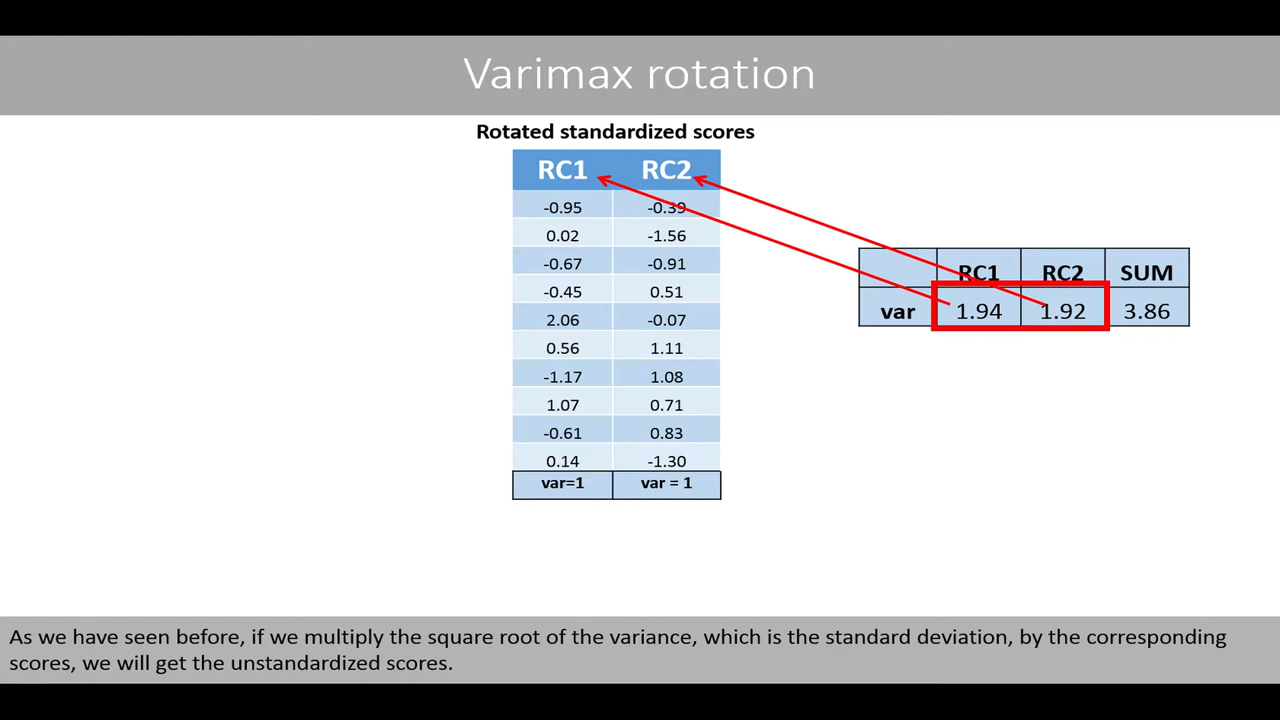 Varimax rotation
Rotated standardized scores
RC1 RC2
-0.95 -0.39
0.02 -1.56
-0.67 -0.91
-0.45 0.51
2.06 -0.07
0.56 1.11
-1.17 1.08
1.07 0.71
-0.61 0.83
0.14 -1.30
var=1 var = 1
RC1 RC2 SUM
var 1.94 1.92 3.86
As we have seen before, if we multiply the square root of the variance, which is the standard deviation, by the corresponding
scores, we will get the unstandardized scores.